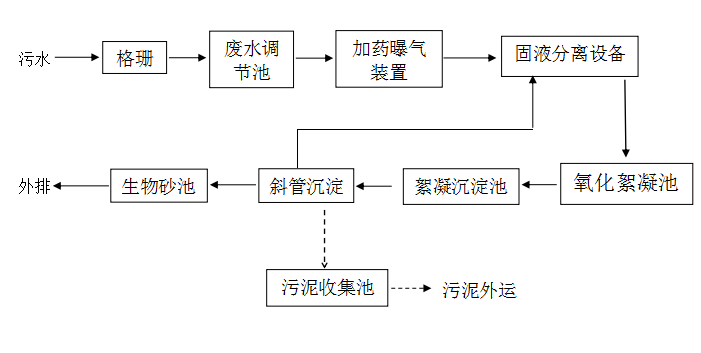 污水
格珊
废水调
节池
加药曝气
装置
固液分离设备
外排
生物砂池
斜管沉淀
絮凝沉淀池
氧化絮凝池
污泥收集池
污泥外运